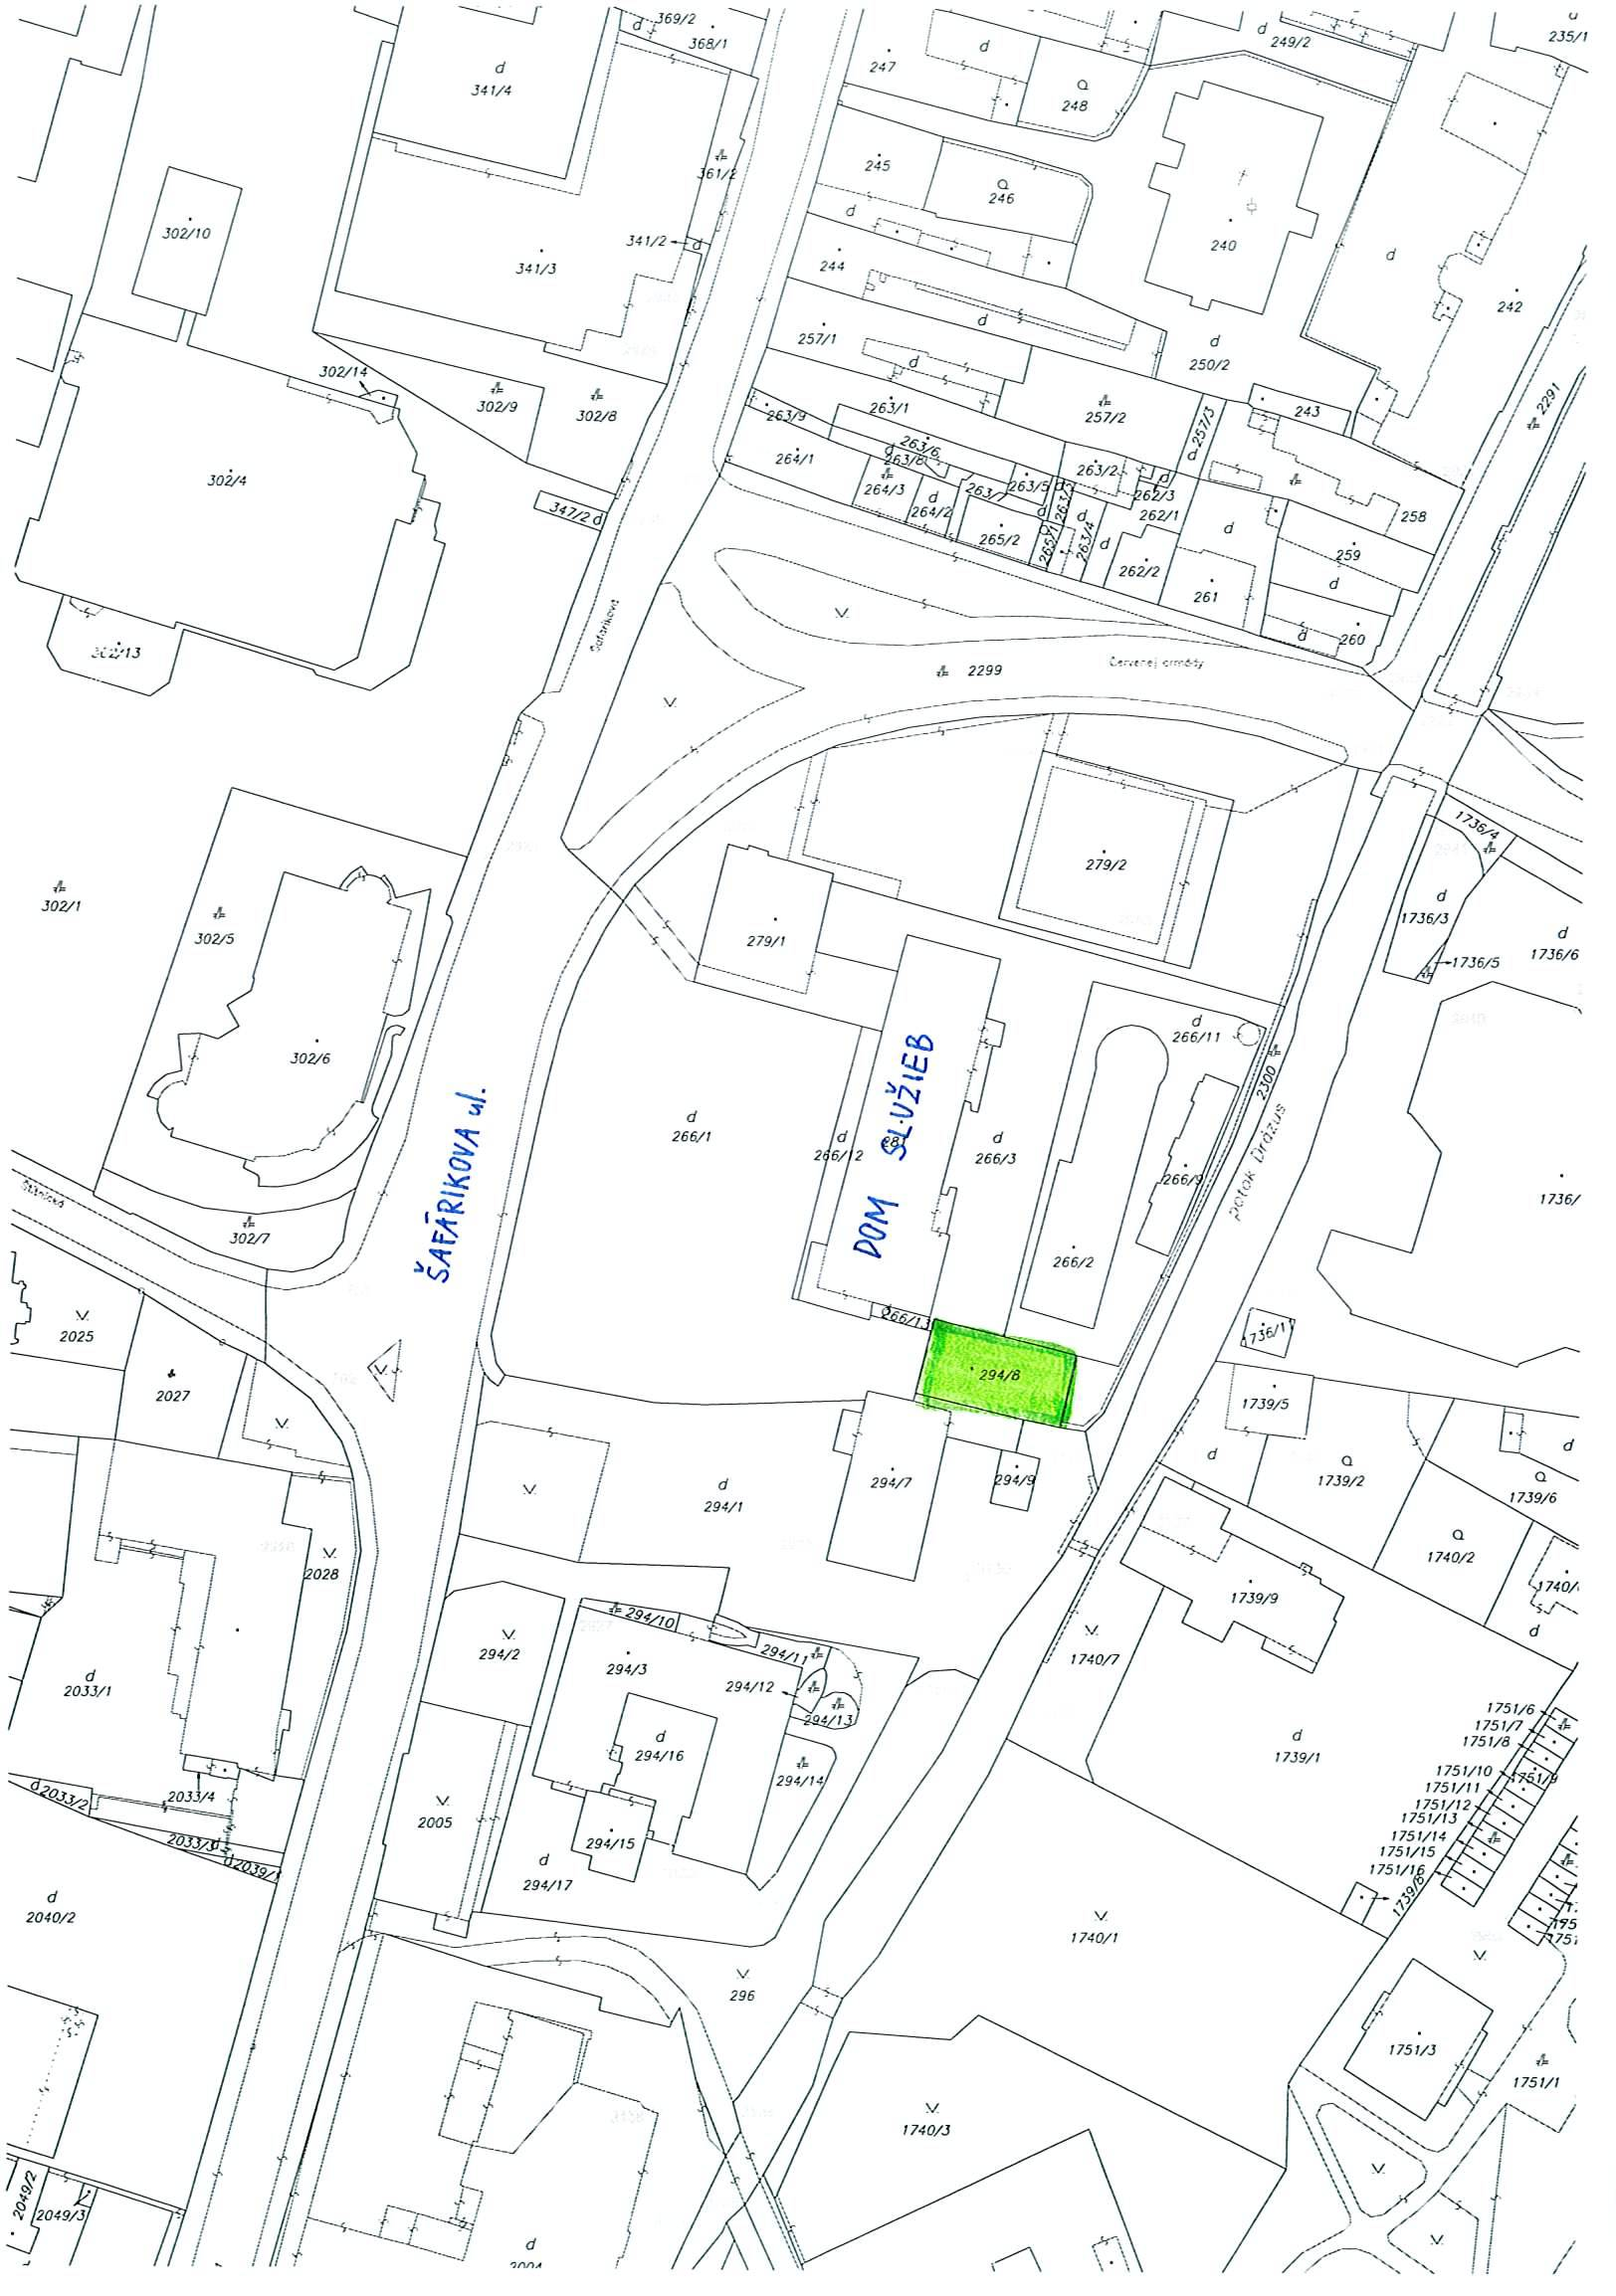 369/2
d
368/1
d
341/4
247
d
d
249/2
235/1
Q
248
361/2
245
Q
246
302/10
341/2
d
341/3
d
244
240
d
242
257/1
d
d
d
250/2
302/14
302/9
302/8
263/9
263/1
257/2
257/3
243
2291
302/4
264/1
263/6
263/8
d
264/3
d
264/2
263/5
263/2
262/3
262/1
d
258
347/2 d
265/2
265/1
263/4
d
d
262/2
259
d
261
d
260
302/13
Šafárikova
2299
Červenej armády
302/1
302/5
302/6
302/7
279/1
279/2
1736/4
d
1736/3
1736/5
d
1736/6
1736/
d
266/1
d
266/12
281
d
266/3
d
266/11
266/9
266/2
2300
potok Drázus
ŠAFÁRIKOVA ul.
DOM SLUŽIEB
d
266/13
294/8
1736/1
2025
2027
2028
d
294/1
294/7
294/9
1739/5
d
Q
1739/2
d
Q
1739/6
Q
1740/2
1740/
d
1739/9
1740/7
294/2
294/10
294/3
294/11
294/12
294/13
d
294/16
294/14
294/15
2005
d
294/17
d
2033/1
d
2033/2
2033/4
2033/3
d
d
2039/1
d
2040/2
d
1739/1
1751/6
1751/7
1751/8
1751/9
1751/10
1751/11
1751/12
1751/13
1751/14
1751/15
1751/16
1739/8
1740/1
296
1740/3
1751/3
1751/1
2049/2
2049/3
d